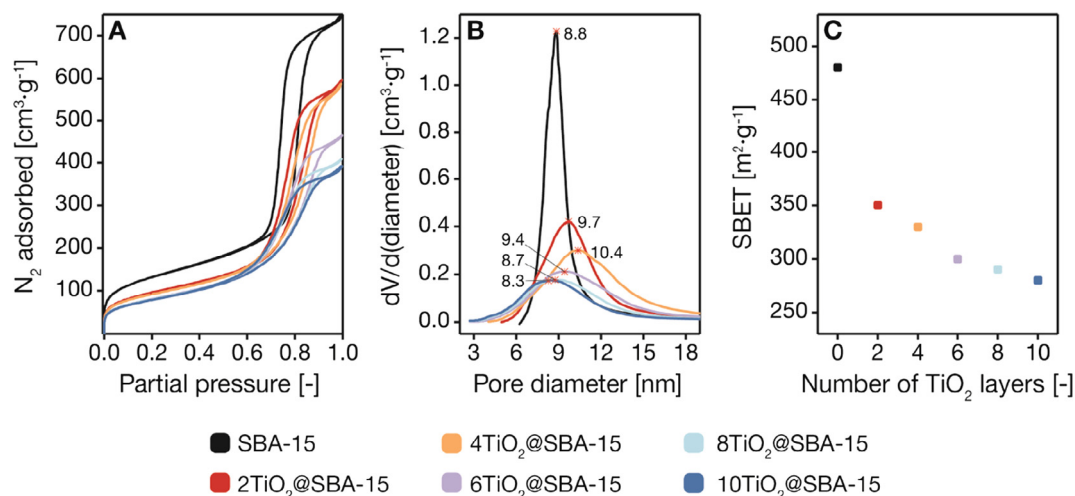 A
N₂ adsorbed [cm³·g⁻¹]
700
600
500
400
300
200
100
0.0 0.2 0.4 0.6 0.8 1.0
Partial pressure [-]
B
dV/d(diameter) [cm³·g⁻¹]
1.2
1.0
0.8
0.6
0.4
0.2
0.0
8.8
9.7
10.4
9.4
8.7
8.3
3 6 9 12 15 18
Pore diameter [nm]
C
SBET [m²·g⁻¹]
500
450
400
350
300
250
0 2 4 6 8 10
Number of TiO₂ layers [-]
SBA-15
4TiO₂@SBA-15
8TiO₂@SBA-15
2TiO₂@SBA-15
6TiO₂@SBA-15
10TiO₂@SBA-15